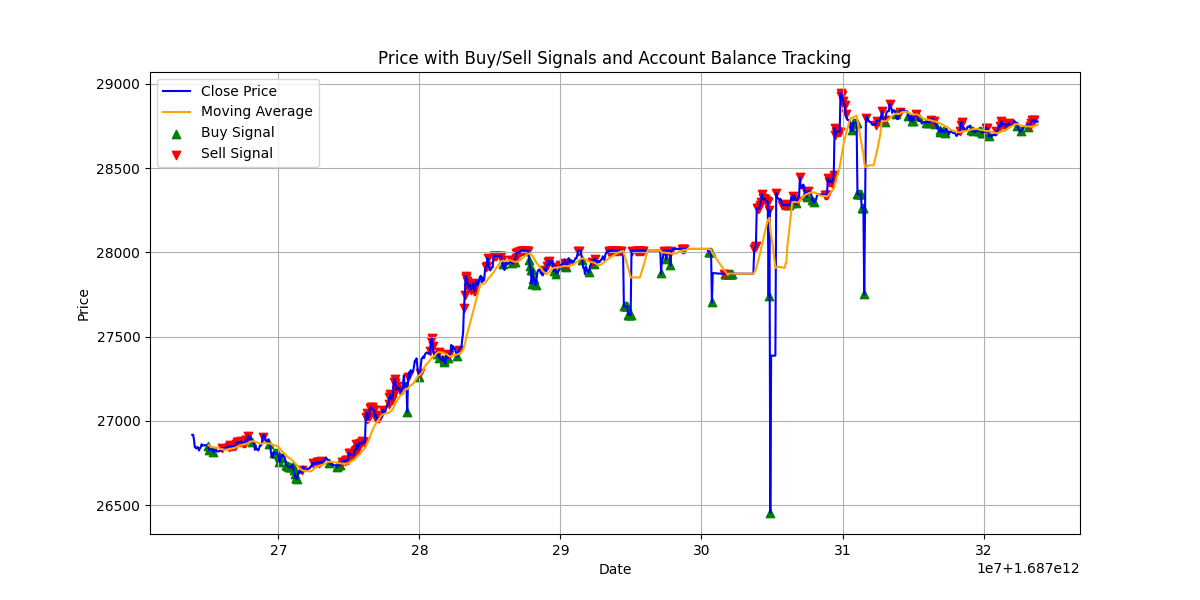 Price with Buy/Sell Signals and Account Balance Tracking
29000
28500
28000
27500
27000
26500
Price
Close Price
Moving Average
Buy Signal
Sell Signal
27 28 29 30 31 32
Date
1e7+1.687e12